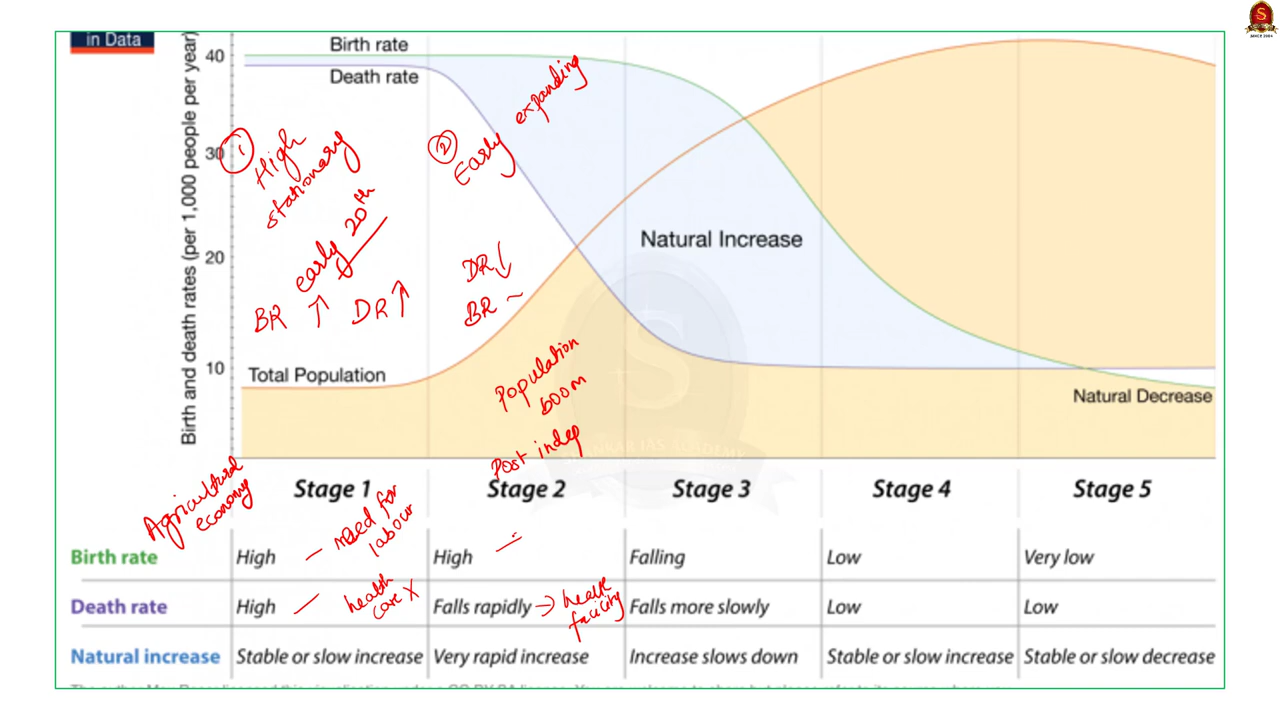 in Data
Birth and death rates (per 1,000 people per year)
40
30
20
10
Birth rate
Death rate
① High
stationary
early 20th
BR ↑ DR ↑
② Early expanding
DR ↓
BR ~
Population
boom
Post indep
Natural Increase
Total Population
Natural Decrease
Agricultural
economy
Stage 1 Stage 2 Stage 3 Stage 4 Stage 5
Birth rate High – need for labour High Falling Low Very low
Death rate High – health care X Falls rapidly → health facility Falls more slowly Low Low
Natural increase Stable or slow increase Very rapid increase Increase slows down Stable or slow increase Stable or slow decrease